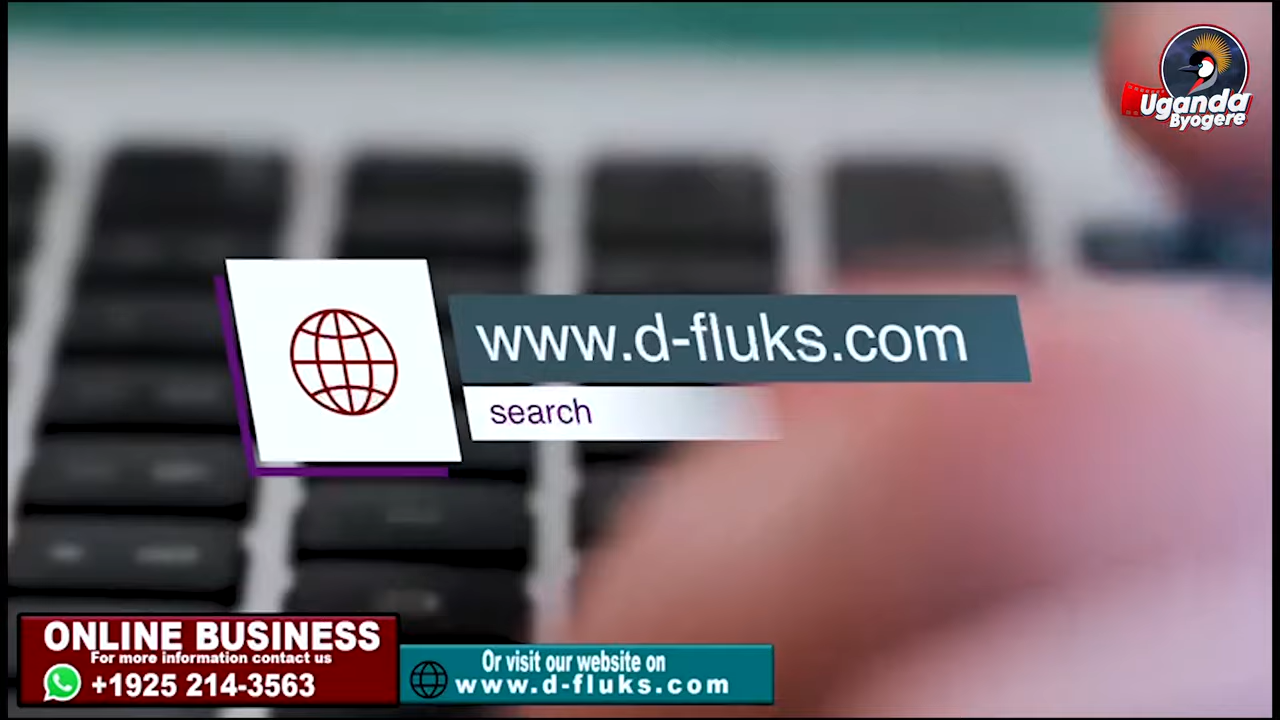 Uganda
Byogere
www.d-fluks.com
search
ONLINE BUSINESS
For more information contact us
+1925 214-3563
Or visit our website on
www.d-fluks.com